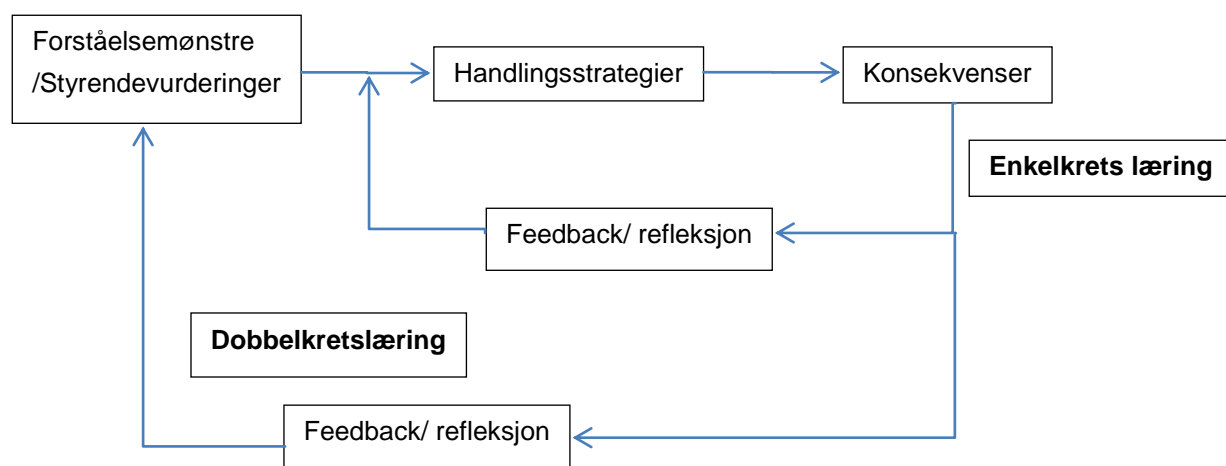 Forståelsemønstre
/Styrendevurderinger
Handlingsstrategier
Konsekvenser
Enkelkrets læring
Feedback/ refleksjon
Dobbelkretslæring
Feedback/ refleksjon